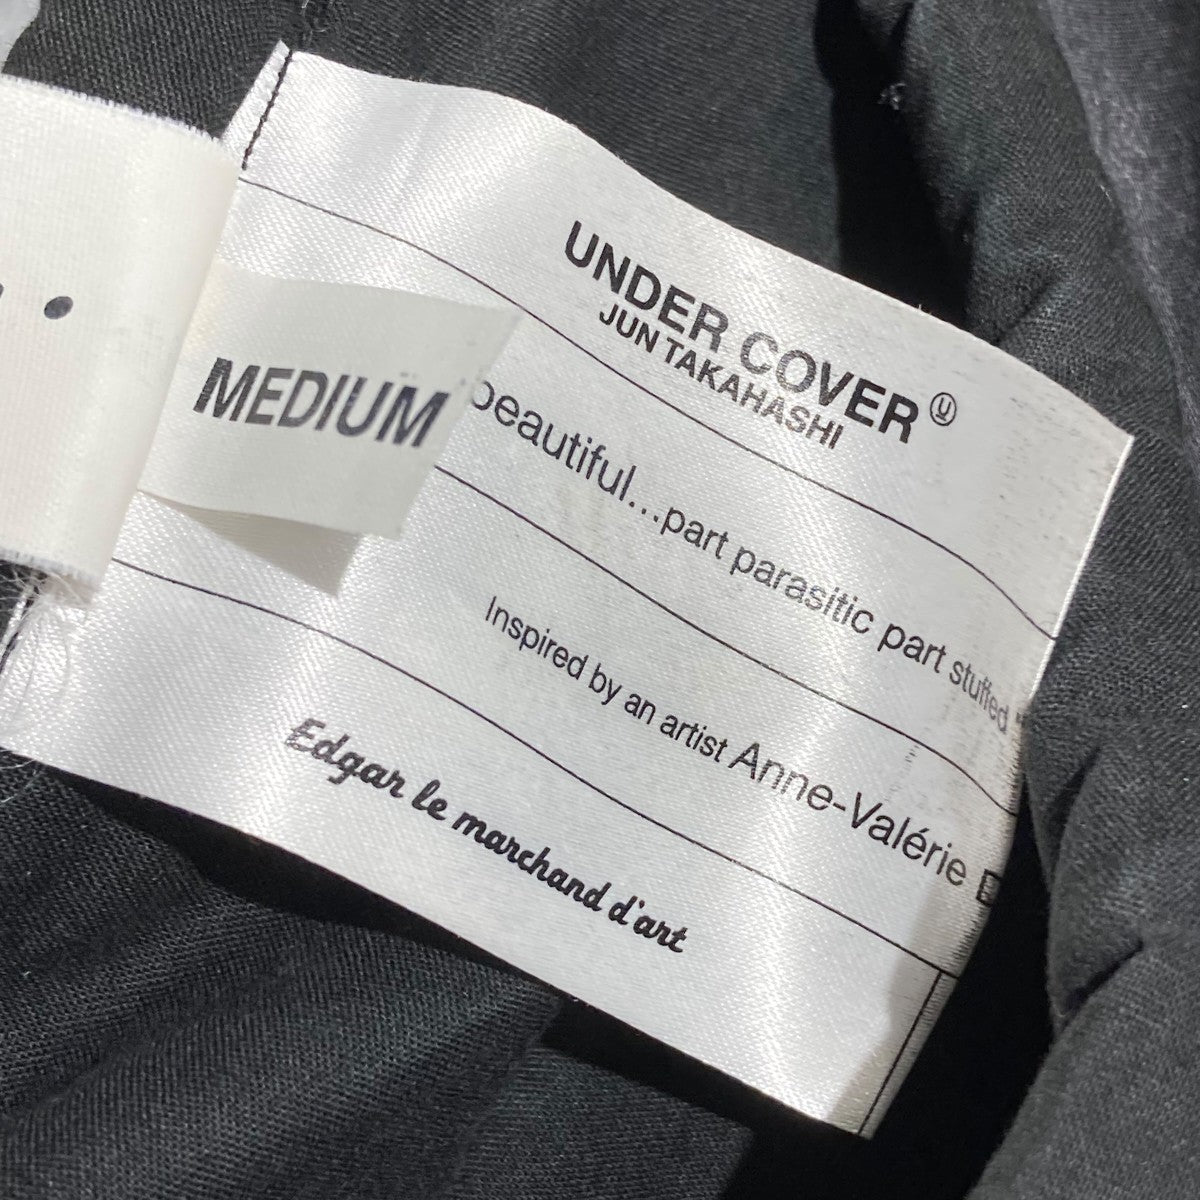 UNDER COVER Ⓤ
JUN TAKAHASHI
MEDIUM
beautiful...part parasitic part stuffed
Inspired by an artist Anne-Valérie
Edgar le marchand d'art